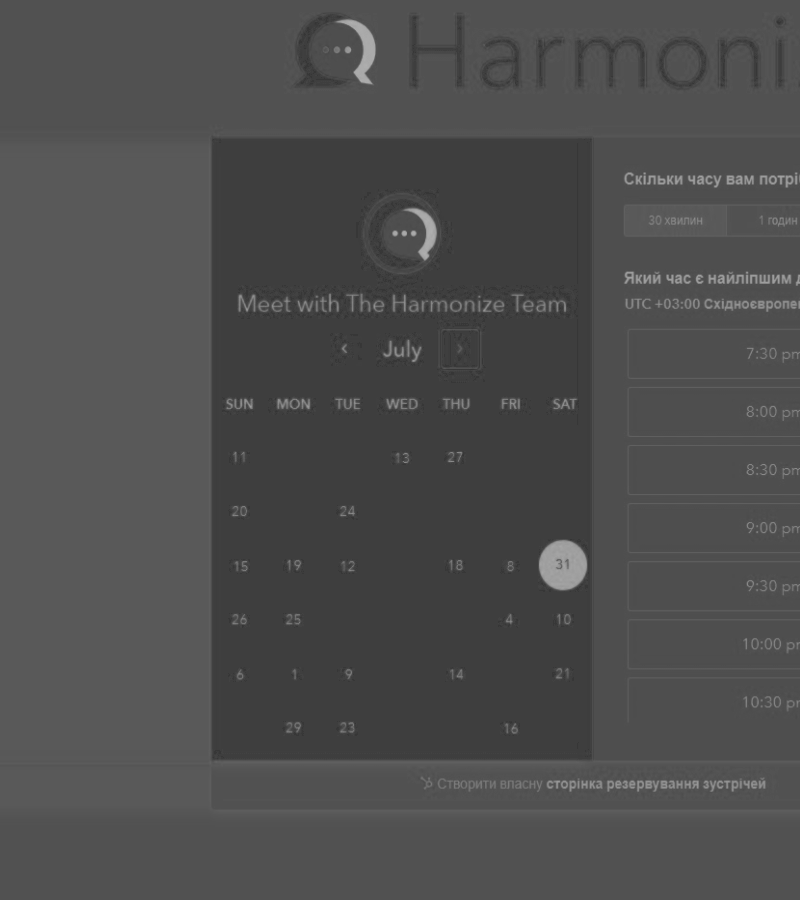 Harmoni
Meet with The Harmonize Team
July
SUN MON TUE WED THU FRI SAT
11 13 27
20 24
15 19 12 18 8 31
26 25 4 10
6 1 9 14 21
29 23 16
Скільки часу вам потрі
30 хвилин 1 годин
Який час є найліпшим
UTC +03:00 Східноєвропе
7:30 pm
8:00 pm
8:30 pm
9:00 pm
9:30 pm
10:00 p
10:30 p
Створити власну сторінка резервування зустрічей